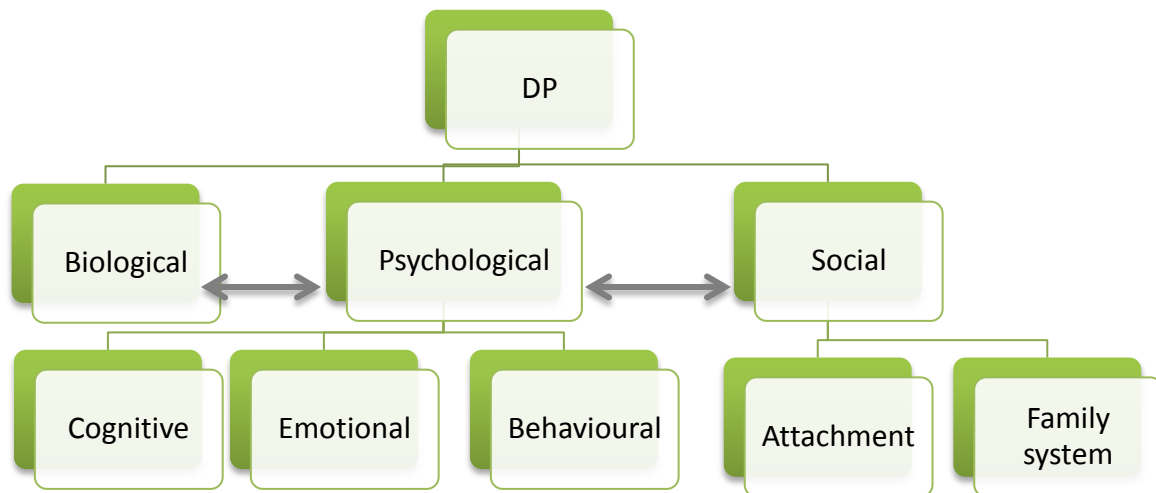 DP
Biological
Psychological
Social
Cognitive
Emotional
Behavioural
Attachment
Family
system